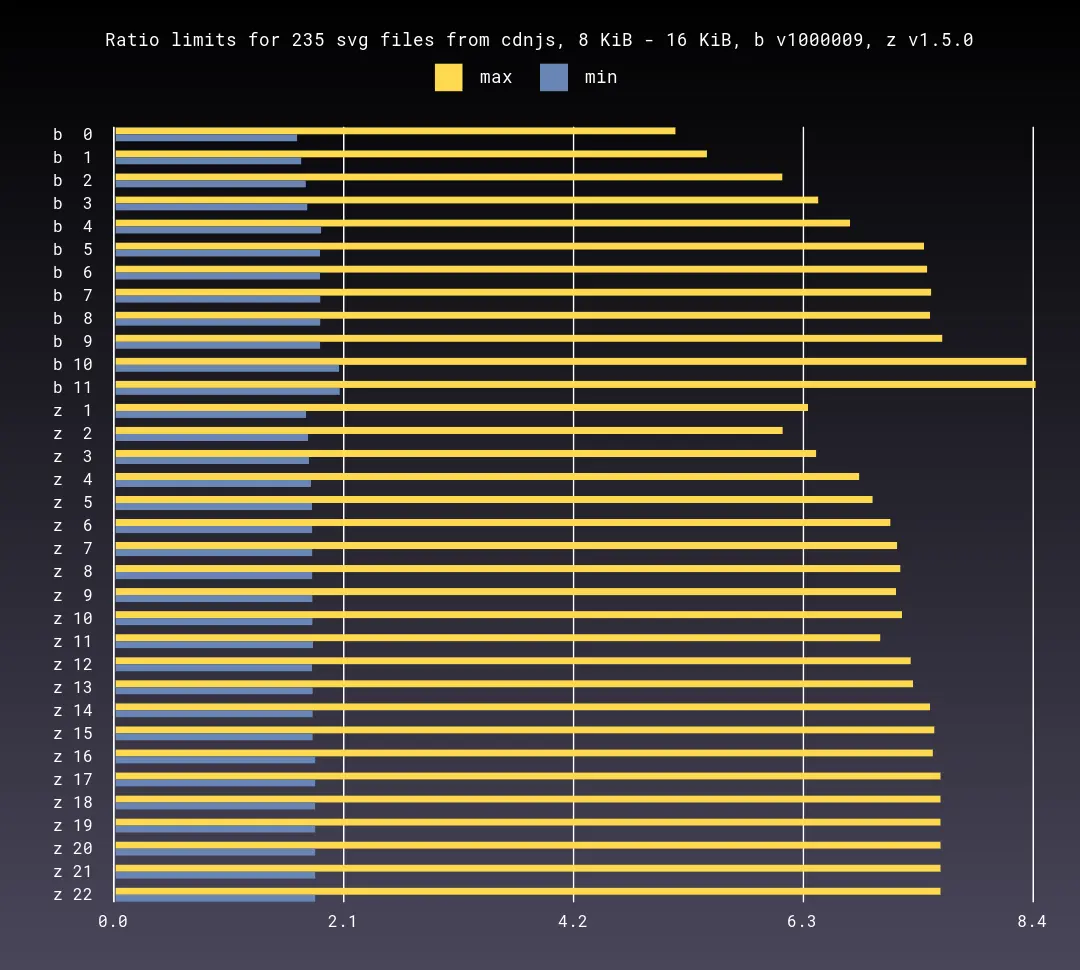 Ratio limits for 235 svg files from cdnjs, 8 KiB - 16 KiB, b v1000009, z v1.5.0
max min
b 0
b 1
b 2
b 3
b 4
b 5
b 6
b 7
b 8
b 9
b 10
b 11
z 1
z 2
z 3
z 4
z 5
z 6
z 7
z 8
z 9
z 10
z 11
z 12
z 13
z 14
z 15
z 16
z 17
z 18
z 19
z 20
z 21
z 22
0.0 2.1 4.2 6.3 8.4